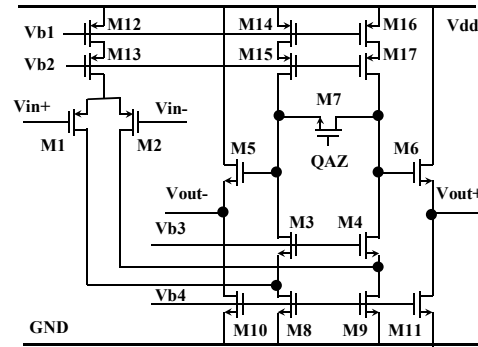 M12 M14 M16
Vb1 Vdd
M13 M15 M17
Vb2
M7
Vin+ Vin-
M1 M2 M5 M6
QAZ
Vout- Vout+
M3 M4
Vb3
Vb4
GND M10 M8 M9 M11